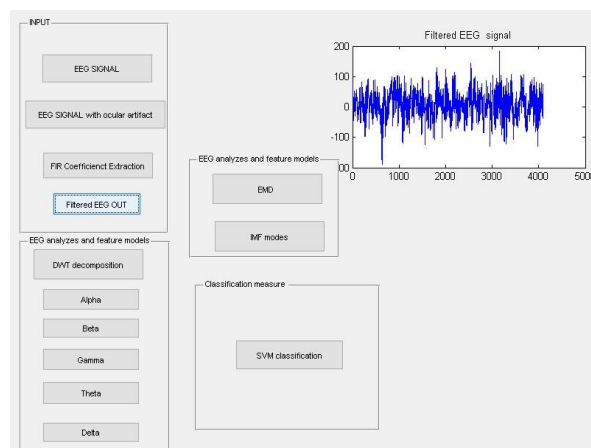 INPUT
EEG SIGNAL
EEG SIGNAL with ocular artifact
FIR Coefficienct Extraction
Filtered EEG OUT
EEG analyzes and feature models
DWT decomposition
Alpha
Beta
Gamma
Theta
Delta
EEG analyzes and feature models
EMD
IMF modes
Classification measure
SVM classification
Filtered EEG signal
200
100
0
-100
00
0
1000
2000
3000
4000
5000